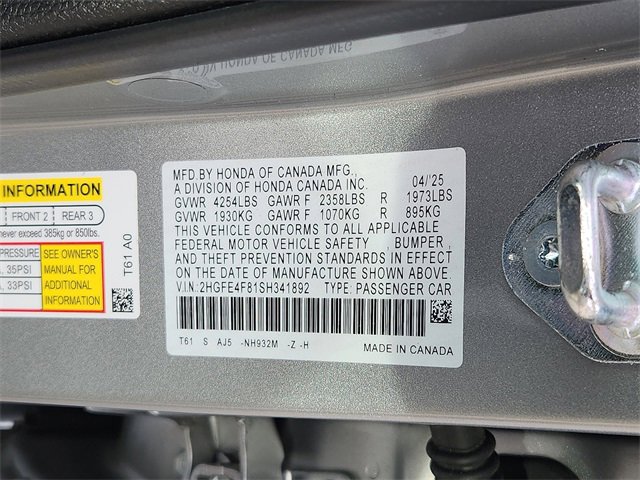 INFORMATION
FRONT 2 REAR 3
never exceed 385kg or 850lbs.
PRESSURE SEE OWNER'S
35PSI MANUAL FOR
33PSI ADDITIONAL
INFORMATION
T61 A0
MFD.BY HONDA OF CANADA MFG.,
A DIVISION OF HONDA CANADA INC. 04/'25
GVWR 4254LBS GAWR F 2358LBS R 1973LBS
GVWR 1930KG GAWR F 1070KG R 895KG
THIS VEHICLE CONFORMS TO ALL APPLICABLE
FEDERAL MOTOR VEHICLE SAFETY , BUMPER,
AND THEFT PREVENTION STANDARDS IN EFFECT
ON THE DATE OF MANUFACTURE SHOWN ABOVE.
V.I.N: 2HGFE4F81SH341892 TYPE: PASSENGER CAR
T61 S AJ5 -NH932M -Z -H
MADE IN CANADA